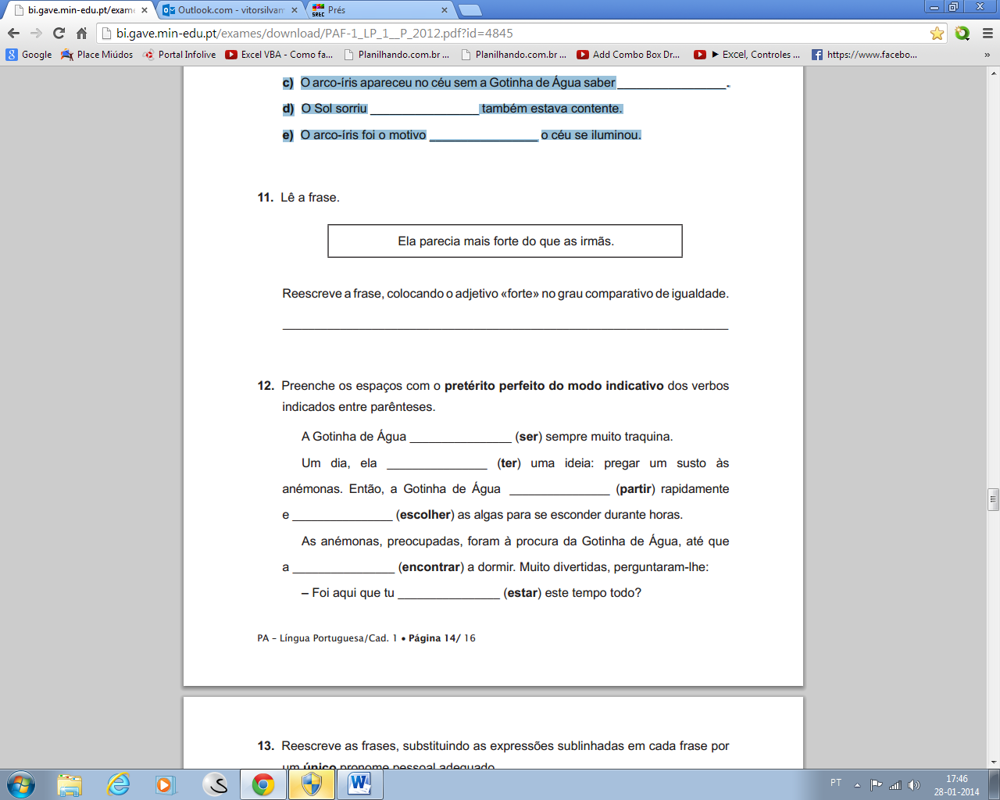 bi.gave.min-edu.pt/exame
Outlook.com - vitorsilvam
Prés
bi.gave.min-edu.pt/exames/download/PAF-1_LP_1__P_2012.pdf?id=4845
Google Place Miúdos Portal Infolive Excel VBA - Como fa... Planilhando.com.br ... Planilhando.com.br ... Add Combo Box Dr... ► Excel, Controles ... https://www.facebo... »
c) O arco-íris apareceu no céu sem a Gotinha de Água saber ________________.
d) O Sol sorriu ________________ também estava contente.
e) O arco-íris foi o motivo ________________ o céu se iluminou.
11. Lê a frase.
Ela parecia mais forte do que as irmãs.
Reescreve a frase, colocando o adjetivo «forte» no grau comparativo de igualdade.
12. Preenche os espaços com o pretérito perfeito do modo indicativo dos verbos
indicados entre parênteses.
A Gotinha de Água _______________ (ser) sempre muito traquina.
Um dia, ela _______________ (ter) uma ideia: pregar um susto às
anémonas. Então, a Gotinha de Água _______________ (partir) rapidamente
e _______________ (escolher) as algas para se esconder durante horas.
As anémonas, preocupadas, foram à procura da Gotinha de Água, até que
a _______________ (encontrar) a dormir. Muito divertidas, perguntaram-lhe:
– Foi aqui que tu _______________ (estar) este tempo todo?
PA – Língua Portuguesa/Cad. 1 • Página 14/ 16
13. Reescreve as frases, substituindo as expressões sublinhadas em cada frase por
um único pronome pessoal adequado.
PT 17:46
28-01-2014